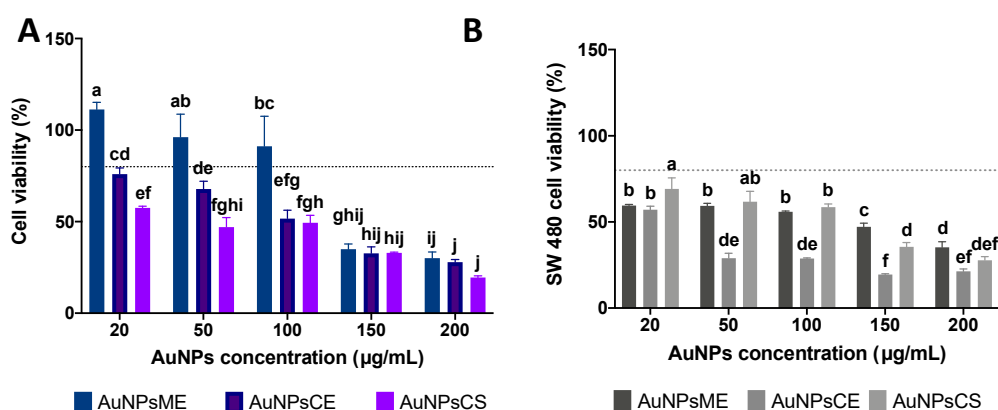 A
150
100
50
0
Cell viability (%)
a
ab
bc
cd
de
ef
efg
fghi
fgh
ghij
hij
hij
ij
j
j
20
50
100
150
200
AuNPs concentration (µg/mL)
AuNPsME
AuNPsCE
AuNPsCS
B
150
100
50
0
SW 480 cell viability (%)
b
b
a
b
de
ab
b
de
b
c
f
d
d
ef
def
20
50
100
150
200
AuNPs concentration (µg/mL)
AuNPsME
AuNPsCE
AuNPsCS